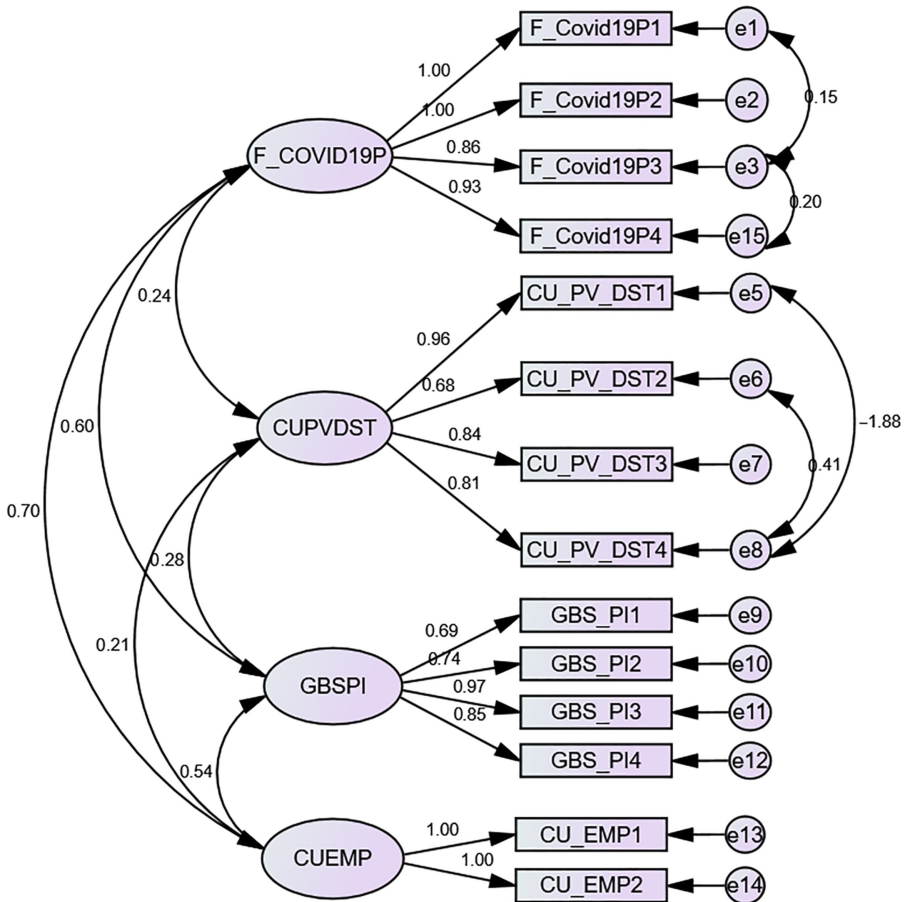 F_Covid19P1
e1
1.00
0.15
F_Covid19P2
e2
1.00
F_COVID19P
0.86
F_Covid19P3
e3
0.93
0.20
F_Covid19P4
e15
0.24
CU_PV_DST1
e5
0.96
0.68
CU_PV_DST2
e6
0.60
CUPVDST
−1.88
0.84
CU_PV_DST3
e7
0.41
0.81
0.70
CU_PV_DST4
e8
0.28
GBS_PI1
e9
0.69
0.21
0.74
GBS_PI2
e10
GBSPI
0.97
GBS_PI3
e11
0.85
GBS_PI4
e12
0.54
1.00
CU_EMP1
e13
CUEMP
1.00
CU_EMP2
e14